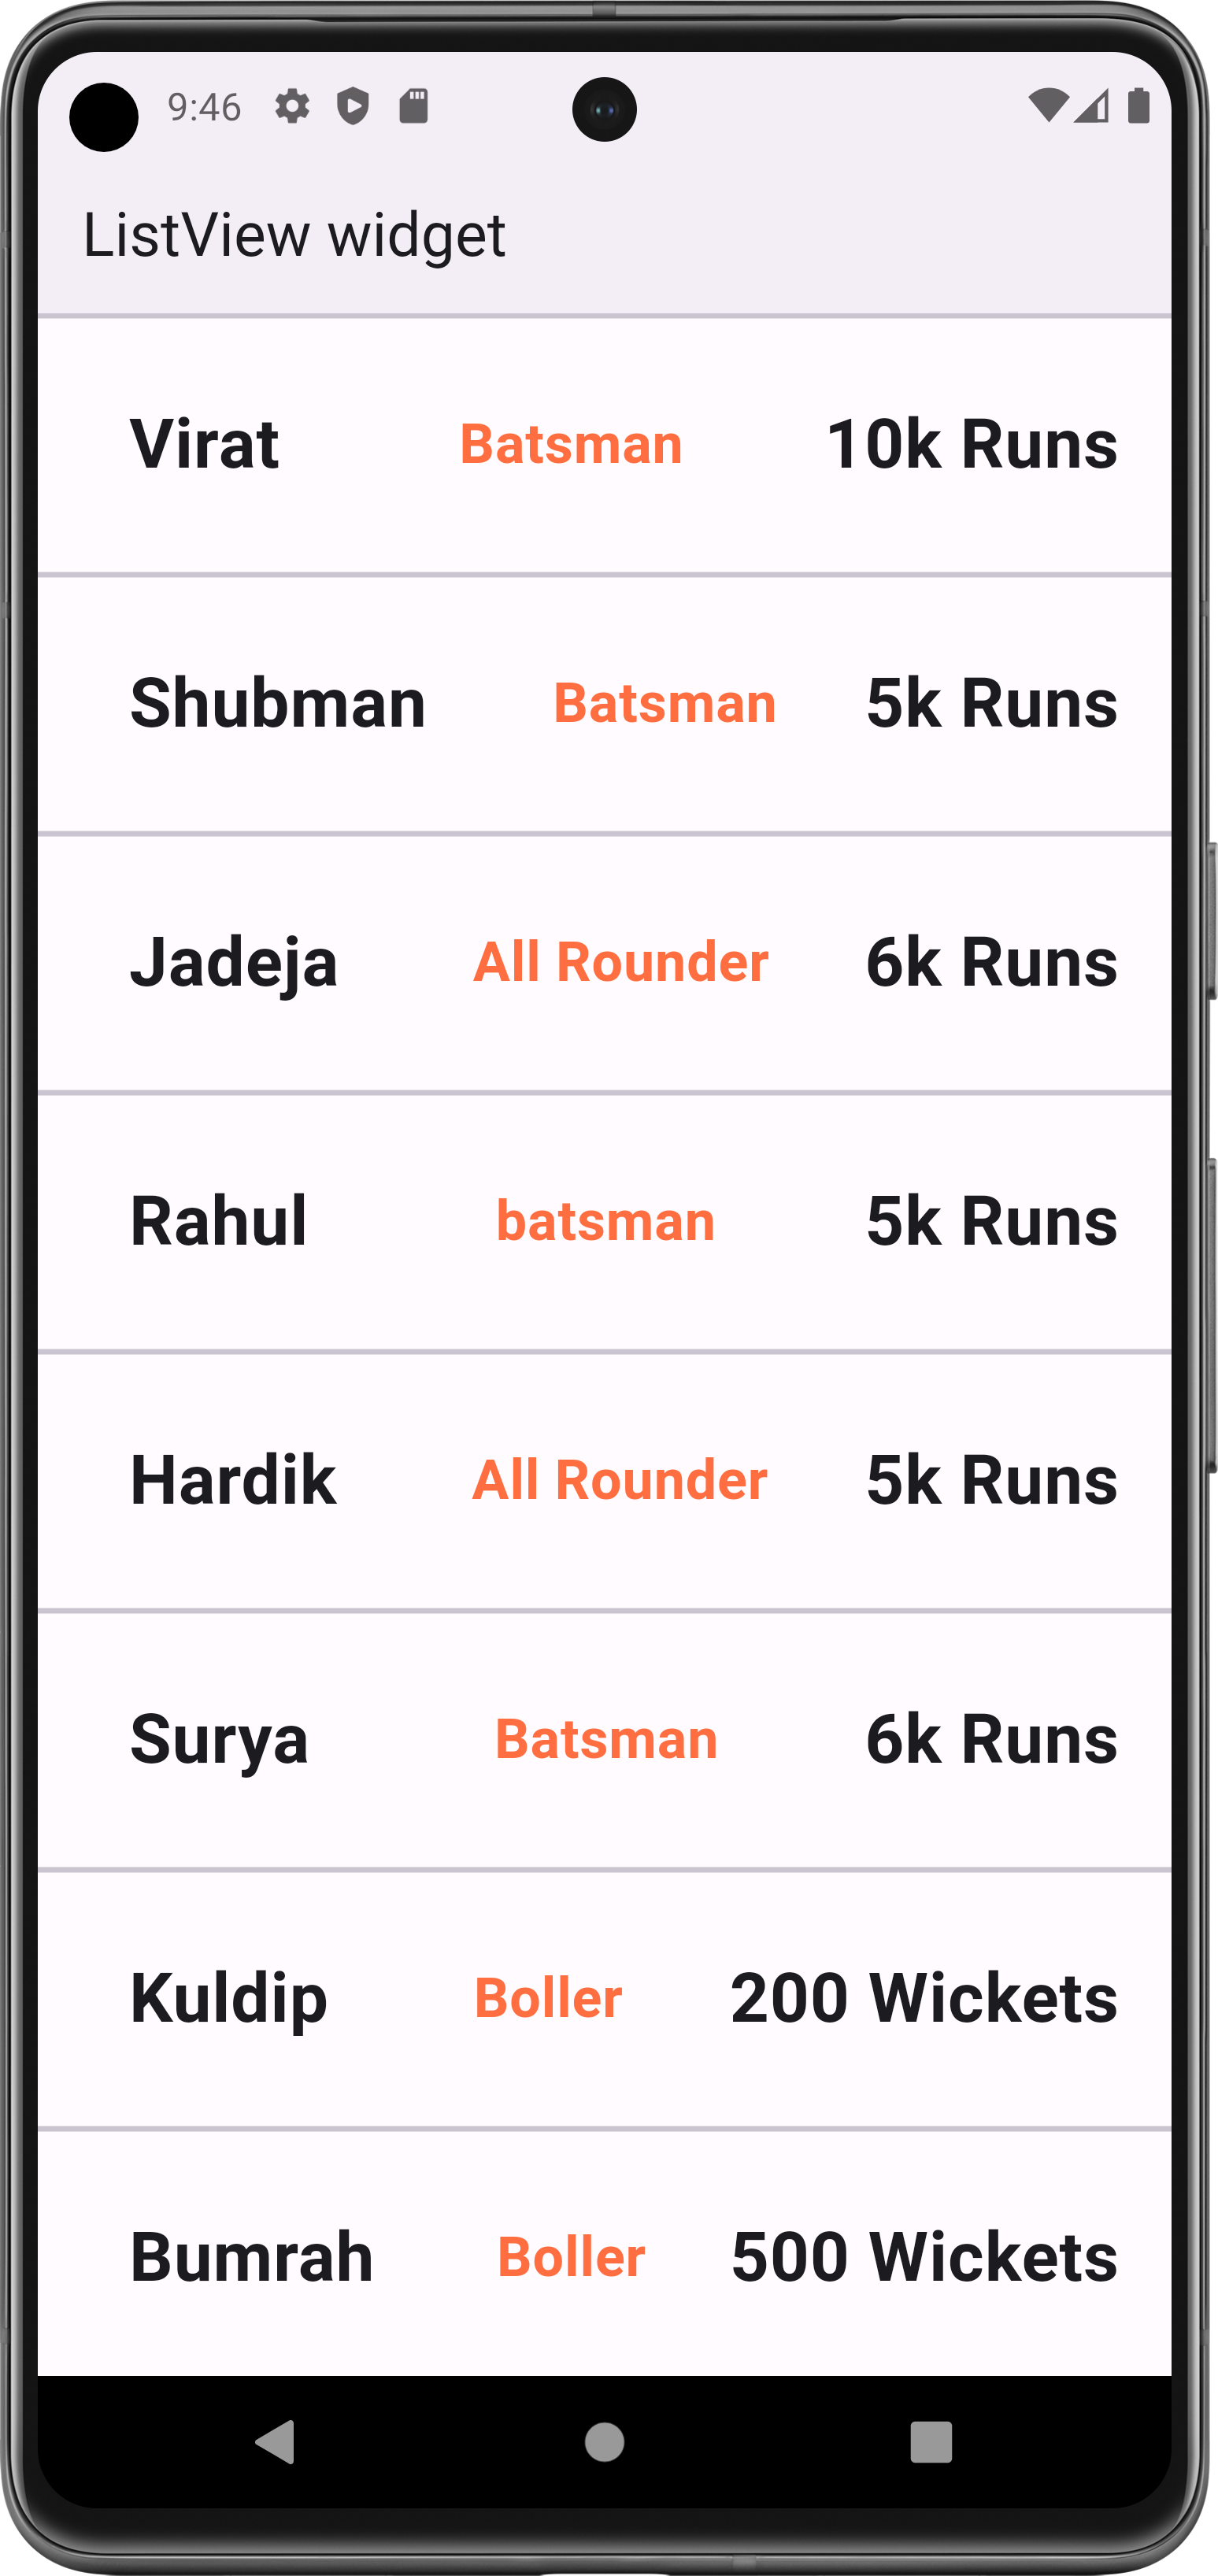 9:46
ListView widget
Virat Batsman 10k Runs
Shubman Batsman 5k Runs
Jadeja All Rounder 6k Runs
Rahul batsman 5k Runs
Hardik All Rounder 5k Runs
Surya Batsman 6k Runs
Kuldip Boller 200 Wickets
Bumrah Boller 500 Wickets